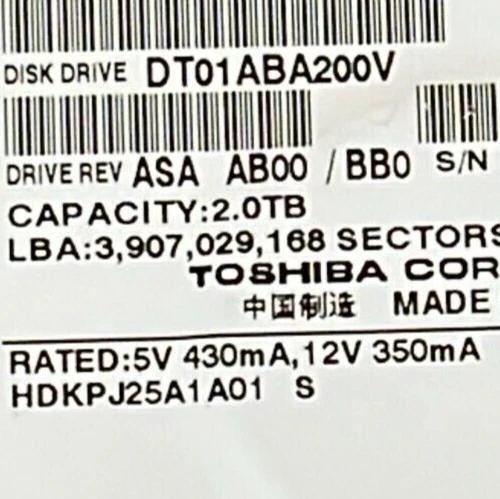 DISK DRIVE DT01ABA200V
DRIVE REV ASA AB00 / BB0 S/N
CAPACITY:2.0TB
LBA:3,907,029,168 SECTORS
TOSHIBA COR
中国制造 MADE
RATED:5V 430mA,12V 350mA
HDKPJ25A1A01 S